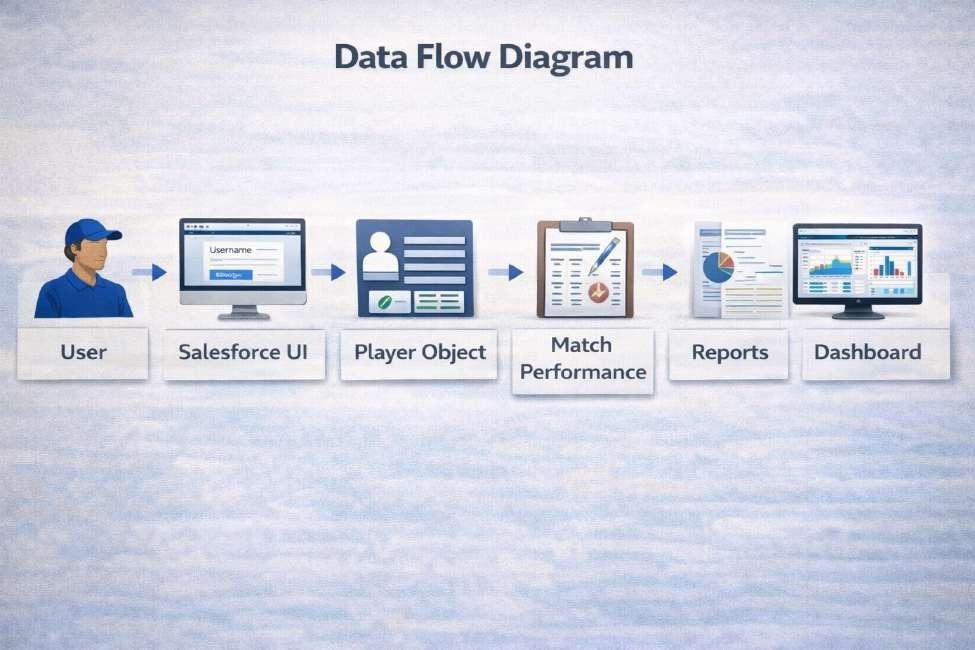 Data Flow Diagram
Username
User
Salesforce UI
Player Object
Match
Performance
Reports
Dashboard